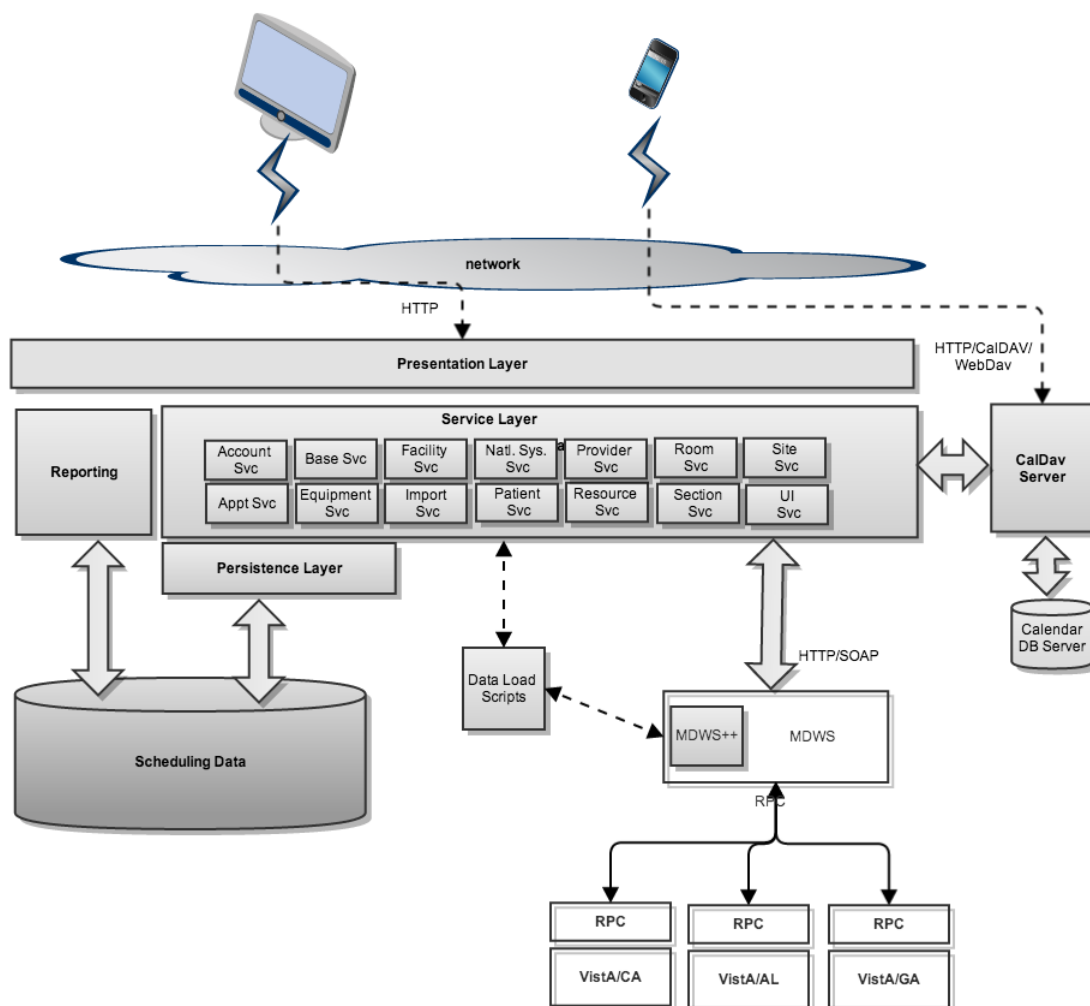 network
HTTP
HTTP/CalDAV/
WebDav
Presentation Layer
Reporting
Service Layer
a
Account
Svc
Base Svc
Facility
Svc
Natl. Sys.
Svc
Provider
Svc
Room
Svc
Site
Svc
Appt Svc
Equipment
Svc
Import
Svc
Patient
Svc
Resource
Svc
Section
Svc
UI
Svc
CalDav
Server
Persistence Layer
Calendar
DB Server
HTTP/SOAP
Data Load
Scripts
MDWS++
MDWS
Scheduling Data
RPC
RPC
RPC
RPC
VistA/CA
VistA/AL
VistA/GA